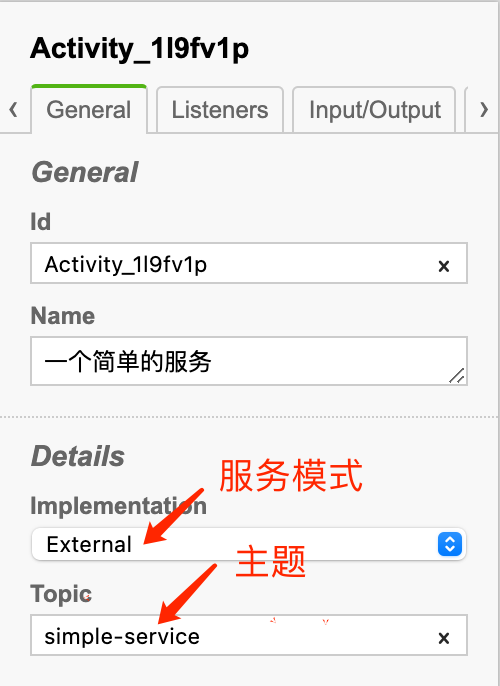 Activity_1l9fv1p
General
Listeners
Input/Output
General
Id
Activity_1l9fv1p
Name
一个简单的服务
Details
服务模式
Implementation
External
主题
Topic
simple-service